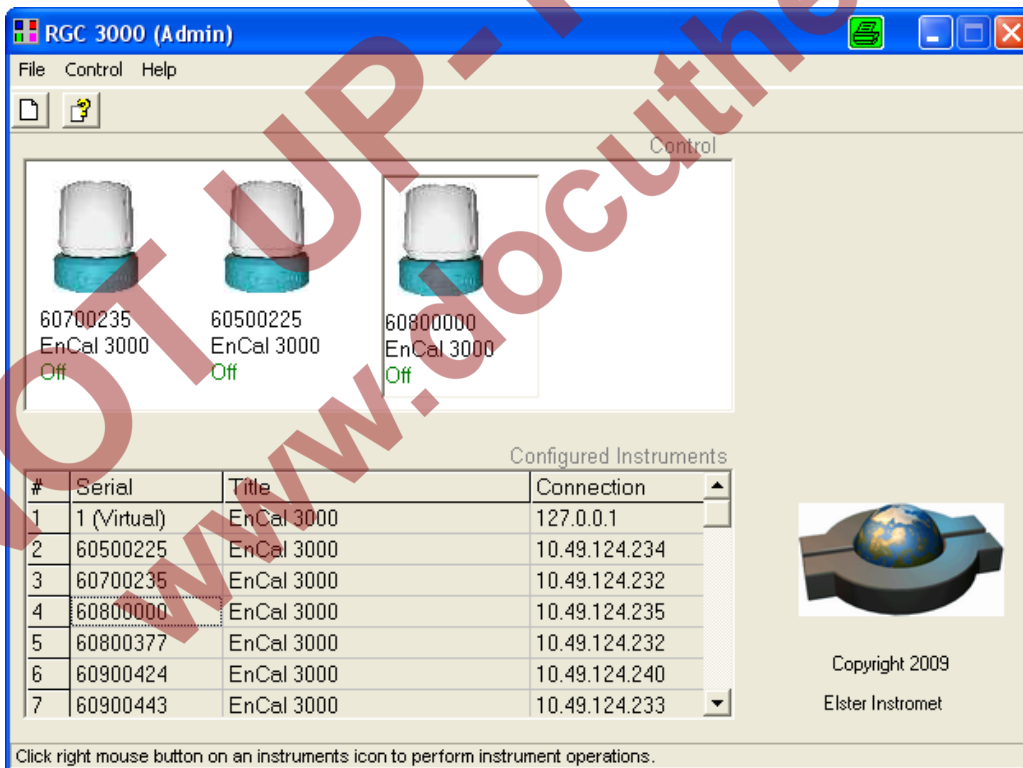 RGC 3000 (Admin)
File Control Help
Control
60700235
EnCal 3000
Off
60500225
EnCal 3000
Off
60800000
EnCal 3000
Off
Configured Instruments
# Serial Title Connection
1 1 (Virtual) EnCal 3000 127.0.0.1
2 60500225 EnCal 3000 10.49.124.234
3 60700235 EnCal 3000 10.49.124.232
4 60800000 EnCal 3000 10.49.124.235
5 60800377 EnCal 3000 10.49.124.232
6 60900424 EnCal 3000 10.49.124.240
7 60900443 EnCal 3000 10.49.124.233
Copyright 2009
Elster Instromet
Click right mouse button on an instruments icon to perform instrument operations.
OT UP-
www.docuthe